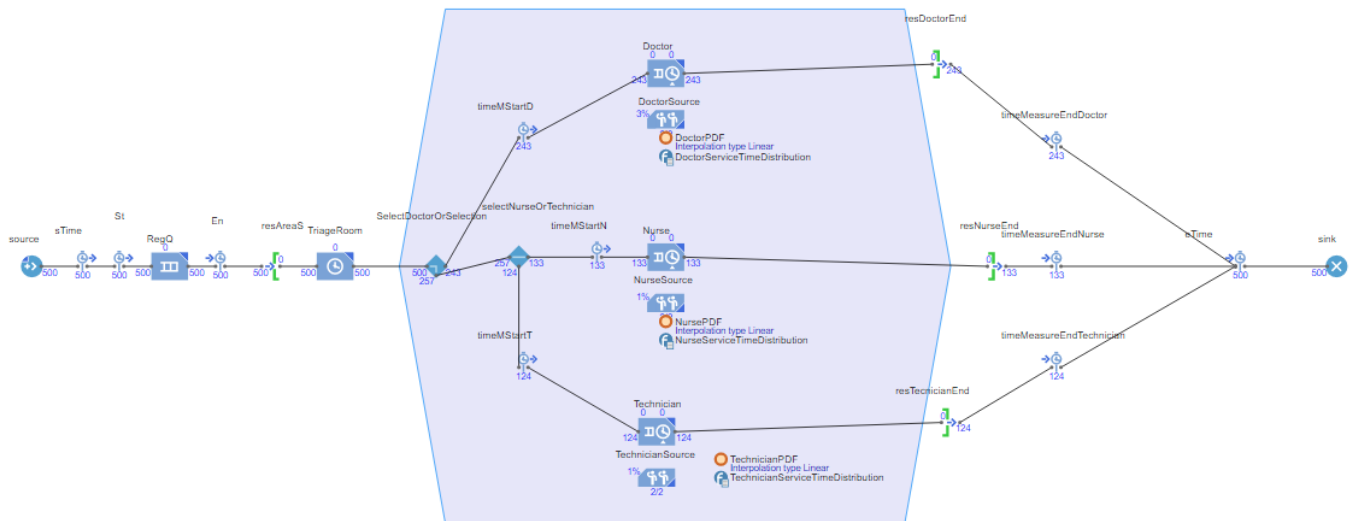 resDoctorEnd
Doctor
0 0
243 243
0
243
DoctorSource
3%
DoctorPDF
Interpolation type Linear
DoctorServiceTimeDistribution
timeMStartD
243
timeMeasureEndDoctor
243
source
500
sTime
500
St
500
RegQ
0
500 500
En
500
resAreaS
0
500
TriageRoom
0
500 500
SelectDoctorOrSelection
500 243
257
selectNurseOrTechnician
257 133
124
timeMStartN
133
Nurse
0 0
133 133
NurseSource
1%
NursePDF
Interpolation type Linear
NurseServiceTimeDistribution
resNurseEnd
0
133
timeMeasureEndNurse
133
eTime
500
sink
500
timeMStartT
124
Technician
0 0
124 124
TechnicianSource
1%
2/2
TechnicianPDF
Interpolation type Linear
TechnicianServiceTimeDistribution
resTecnicianEnd
0
124
timeMeasureEndTechnician
124